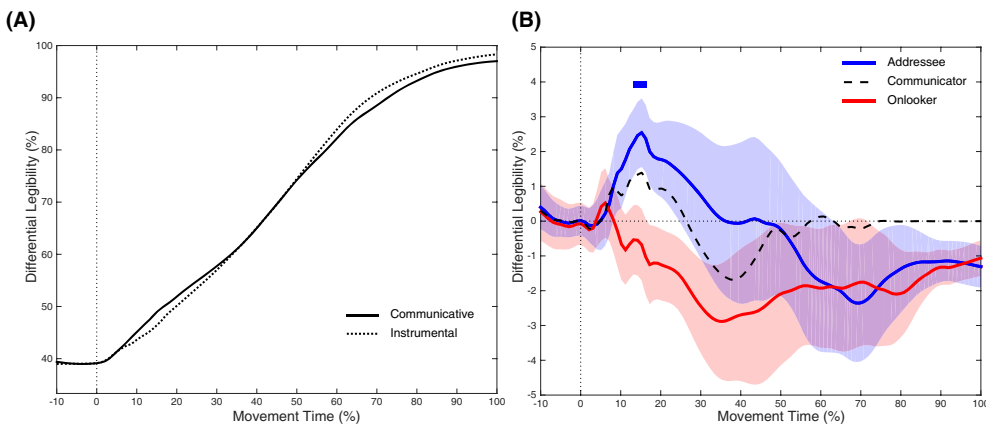 (A)
Differential Legibility (%)
100
90
80
70
60
50
40
-10 0 10 20 30 40 50 60 70 80 90 100
Movement Time (%)
Communicative
Instrumental
(B)
Differential Legibility (%)
5
4
3
2
1
0
-1
-2
-3
-4
-5
-10 0 10 20 30 40 50 60 70 80 90 100
Movement Time (%)
Addressee
Communicator
Onlooker